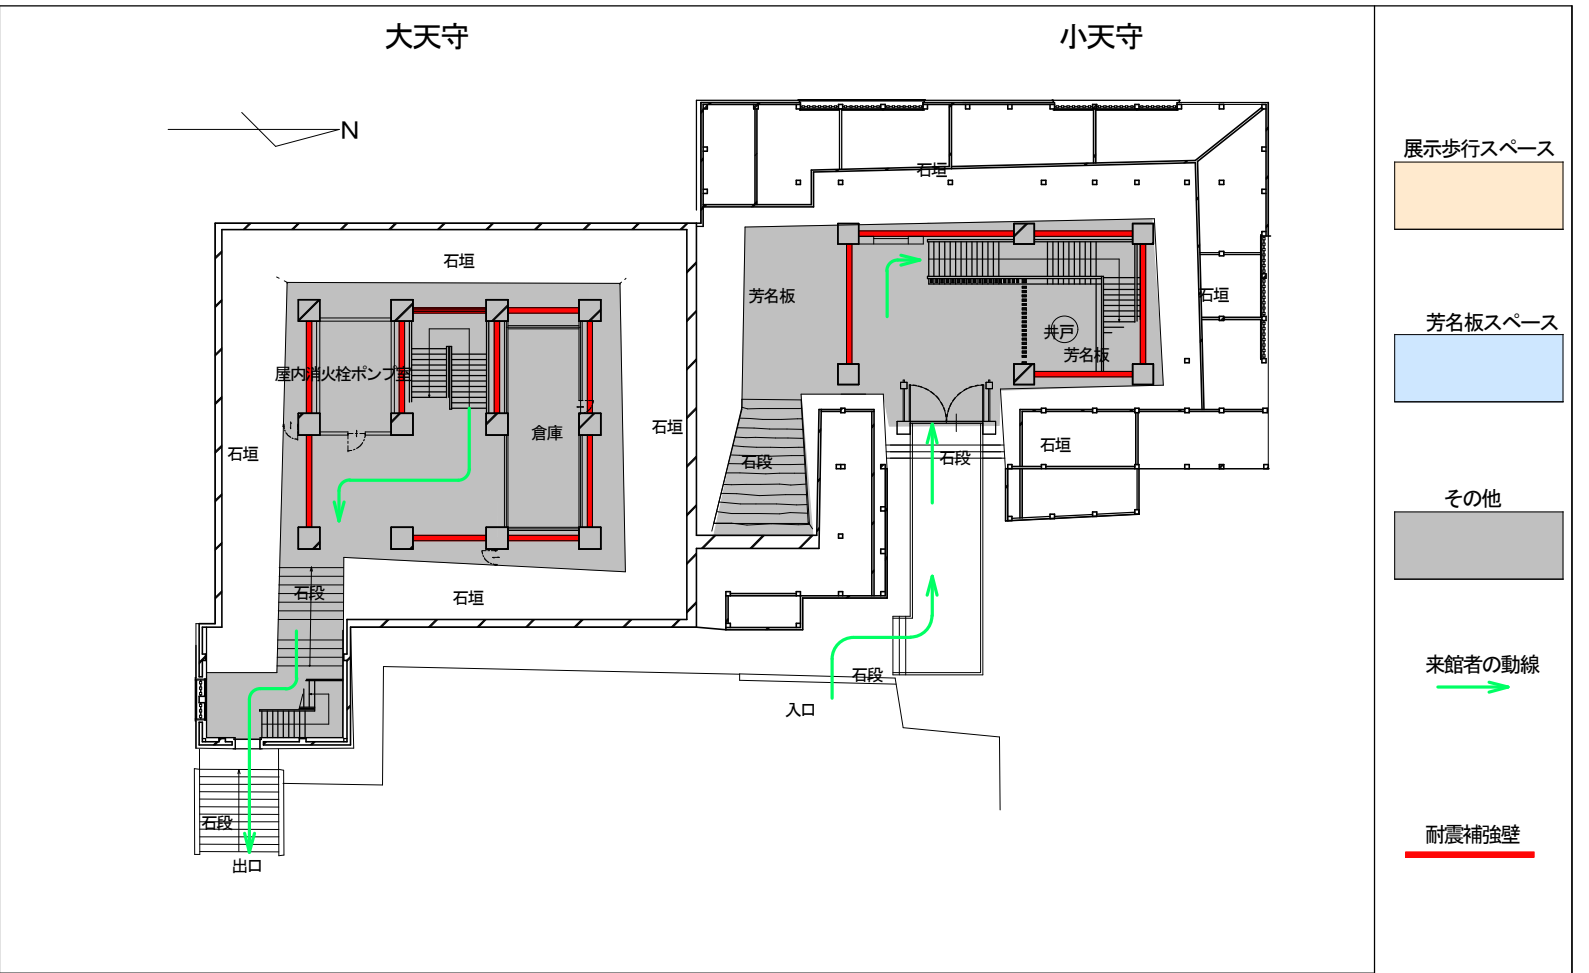 大天守
小天守
N
石垣
石垣
芳名板
石垣
井戸
芳名板
屋内消火栓ポンプ室
倉庫
石垣
石垣
石垣
石段
石段
石段
石垣
石段
入口
石段
出口
展示歩行スペース
芳名板スペース
その他
来館者の動線
耐震補強壁